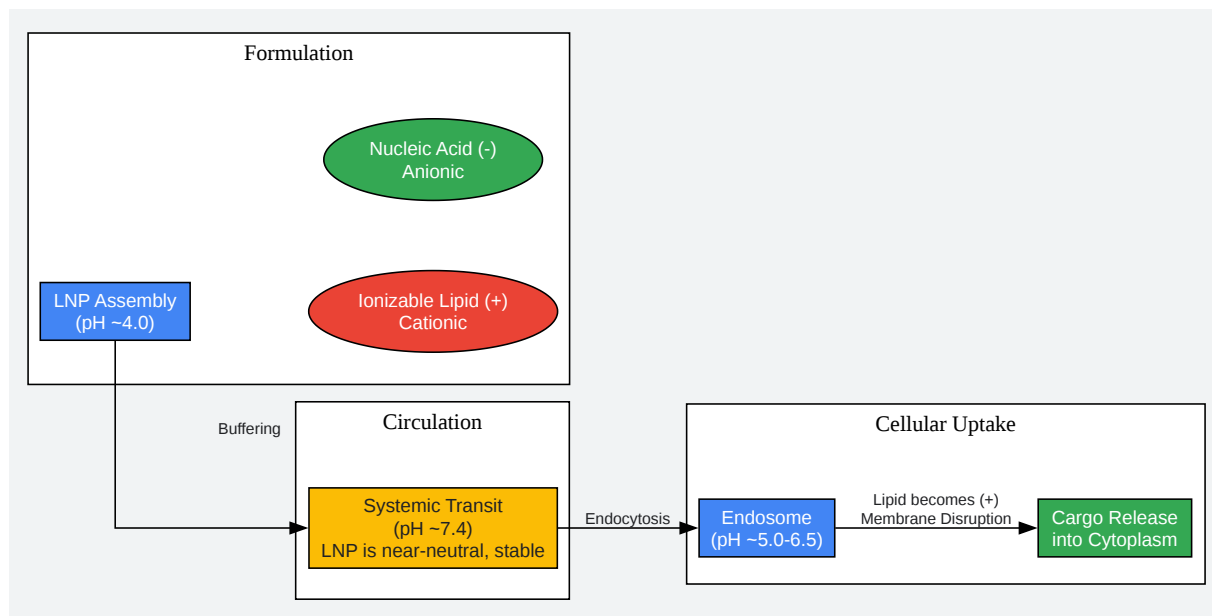 Formulation
Nucleic Acid (-)
Anionic
LNP Assembly
(pH ~4.0)
Ionizable Lipid (+)
Cationic
Buffering
Circulation
Systemic Transit
(pH ~7.4)
LNP is near-neutral, stable
Endocytosis
Cellular Uptake
Endosome
(pH ~5.0-6.5)
Lipid becomes (+)
Membrane Disruption
Cargo Release
into Cytoplasm